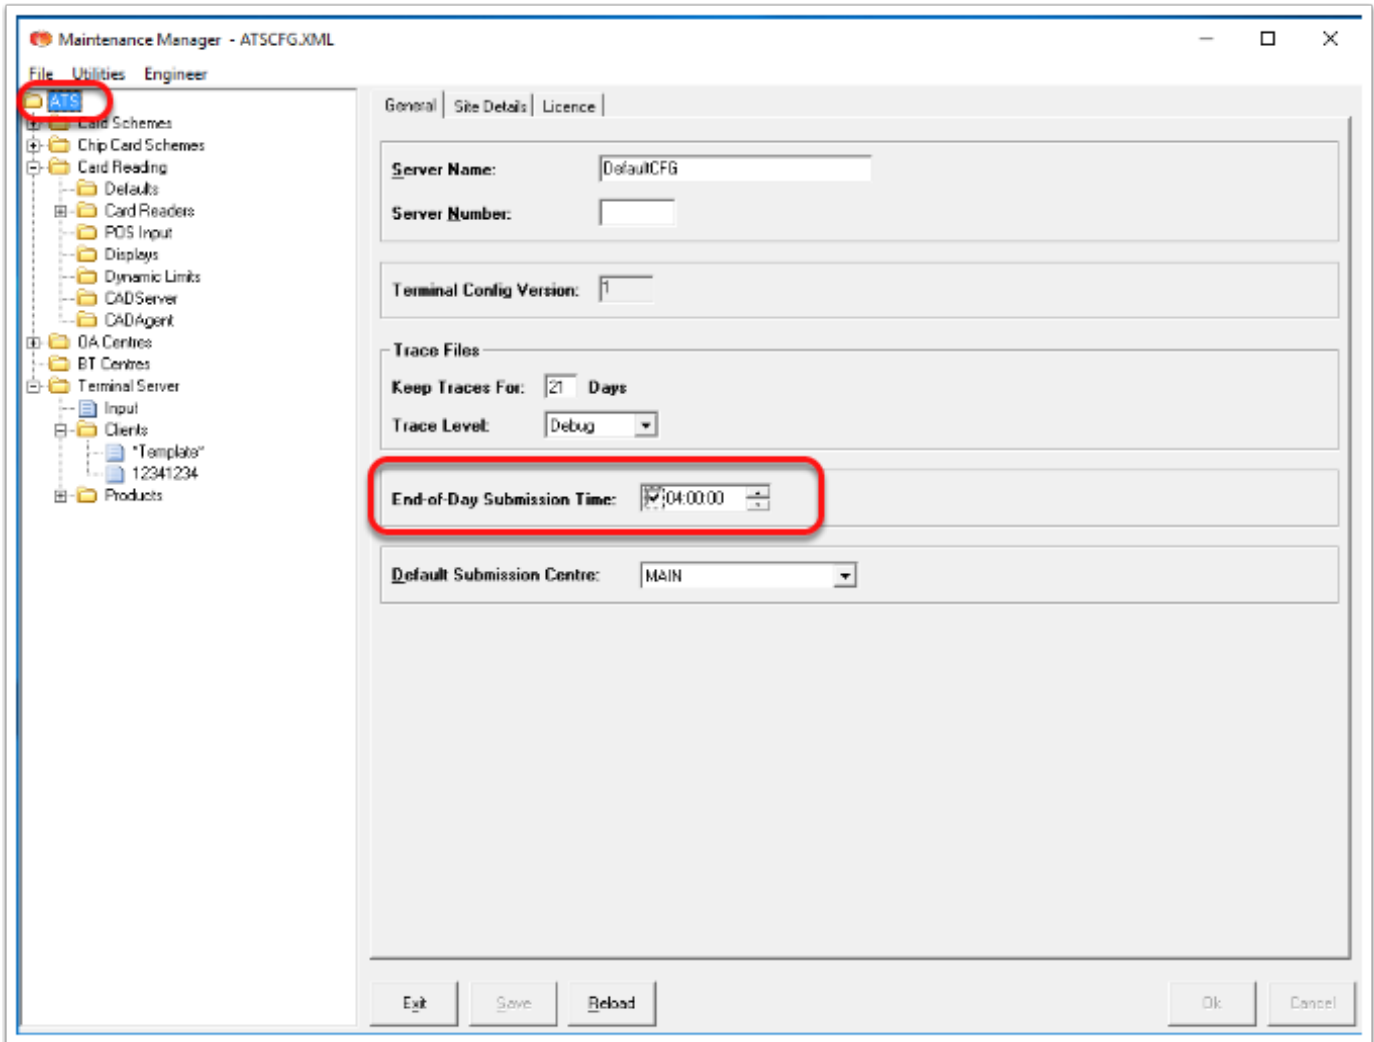 Maintenance Manager - ATSCFG.XML
File Utilities Engineer
ATS
Card Schemes
Chip Card Schemes
Card Reading
Defaults
Card Readers
POS Input
Displays
Dynamic Limits
CADServer
CADAgent
OA Centres
BT Centres
Terminal Server
Input
Clients
*Template*
12341234
Products
General Site Details Licence
Server Name: DefaultCFG
Server Number:
Terminal Config Version: 1
Trace Files
Keep Traces For: 21 Days
Trace Level: Debug
End-of-Day Submission Time: 04:00:00
Default Submission Centre: MAIN
Exit Save Reload Ok Cancel